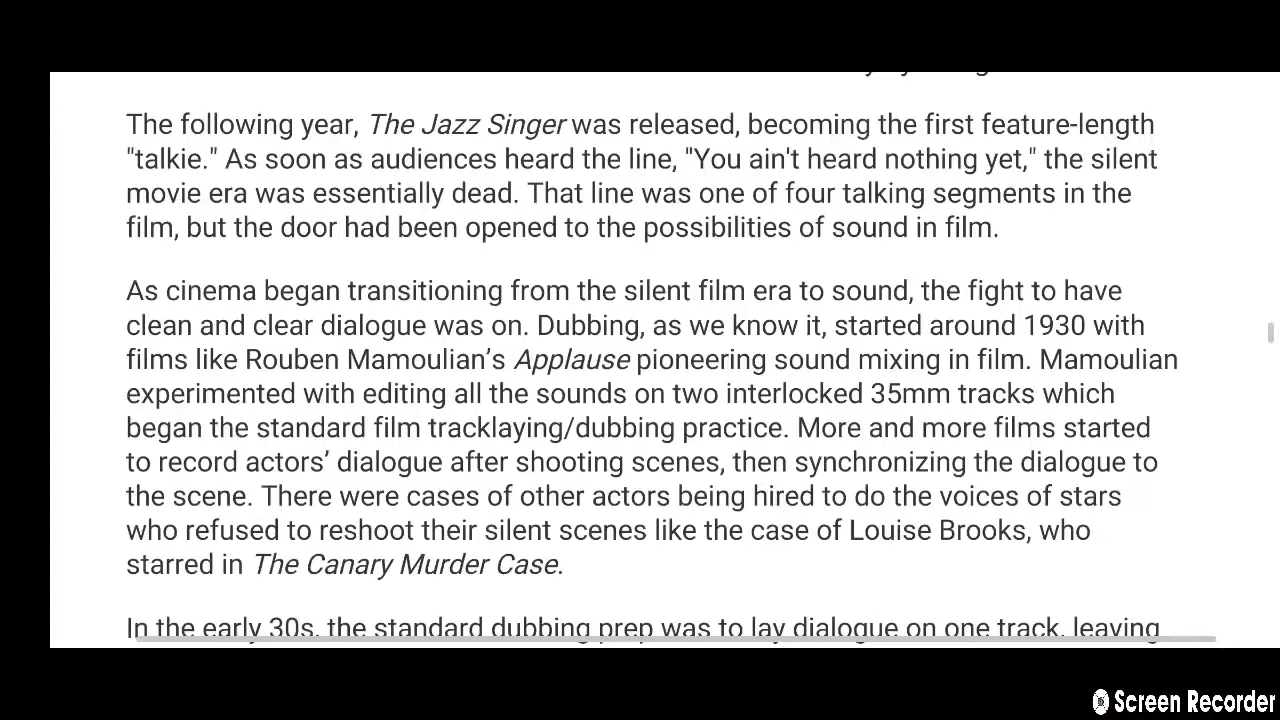 The following year, The Jazz Singer was released, becoming the first feature-length
"talkie." As soon as audiences heard the line, "You ain't heard nothing yet," the silent
movie era was essentially dead. That line was one of four talking segments in the
film, but the door had been opened to the possibilities of sound in film.
As cinema began transitioning from the silent film era to sound, the fight to have
clean and clear dialogue was on. Dubbing, as we know it, started around 1930 with
films like Rouben Mamoulian’s Applause pioneering sound mixing in film. Mamoulian
experimented with editing all the sounds on two interlocked 35mm tracks which
began the standard film tracklaying/dubbing practice. More and more films started
to record actors’ dialogue after shooting scenes, then synchronizing the dialogue to
the scene. There were cases of other actors being hired to do the voices of stars
who refused to reshoot their silent scenes like the case of Louise Brooks, who
starred in The Canary Murder Case.
In the early 30s, the standard dubbing prep was to lay dialogue on one track, leaving
Screen Recorder